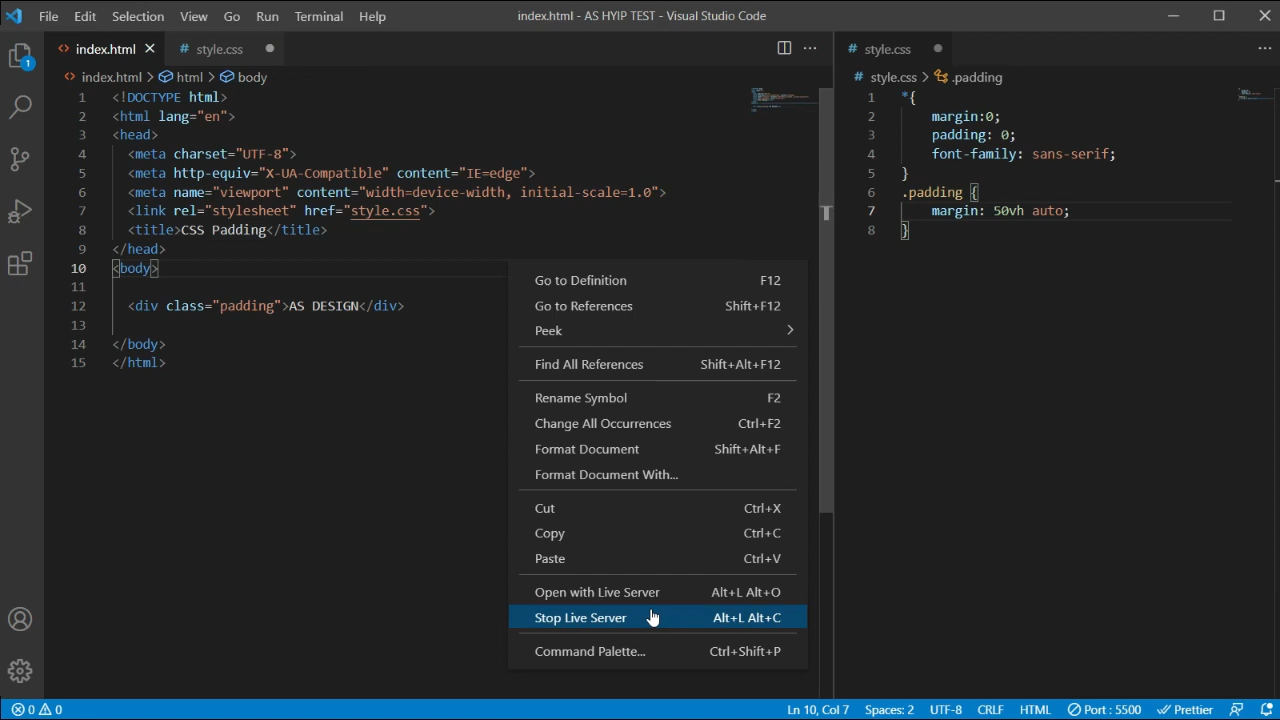 File Edit Selection View Go Run Terminal Help index.html - AS HYIP TEST - Visual Studio Code
index.html style.css
index.html > html > body
1 <!DOCTYPE html>
2 <html lang="en">
3 <head>
4 <meta charset="UTF-8">
5 <meta http-equiv="X-UA-Compatible" content="IE=edge">
6 <meta name="viewport" content="width=device-width, initial-scale=1.0">
7 <link rel="stylesheet" href="style.css">
8 <title>CSS Padding</title>
9 </head>
10 <body>
11
12 <div class="padding">AS DESIGN</div>
13
14 </body>
15 </html>
Go to Definition F12
Go to References Shift+F12
Peek
Find All References Shift+Alt+F12
Rename Symbol F2
Change All Occurrences Ctrl+F2
Format Document Shift+Alt+F
Format Document With...
Cut Ctrl+X
Copy Ctrl+C
Paste Ctrl+V
Open with Live Server Alt+L Alt+O
Stop Live Server Alt+L Alt+C
Command Palette... Ctrl+Shift+P
style.css
style.css > .padding
1 *{
2 margin:0;
3 padding: 0;
4 font-family: sans-serif;
5 }
6 .padding {
7 margin: 50vh auto;
8 }
1
0 0 Ln 10, Col 7 Spaces: 2 UTF-8 CRLF HTML Port : 5500 Prettier